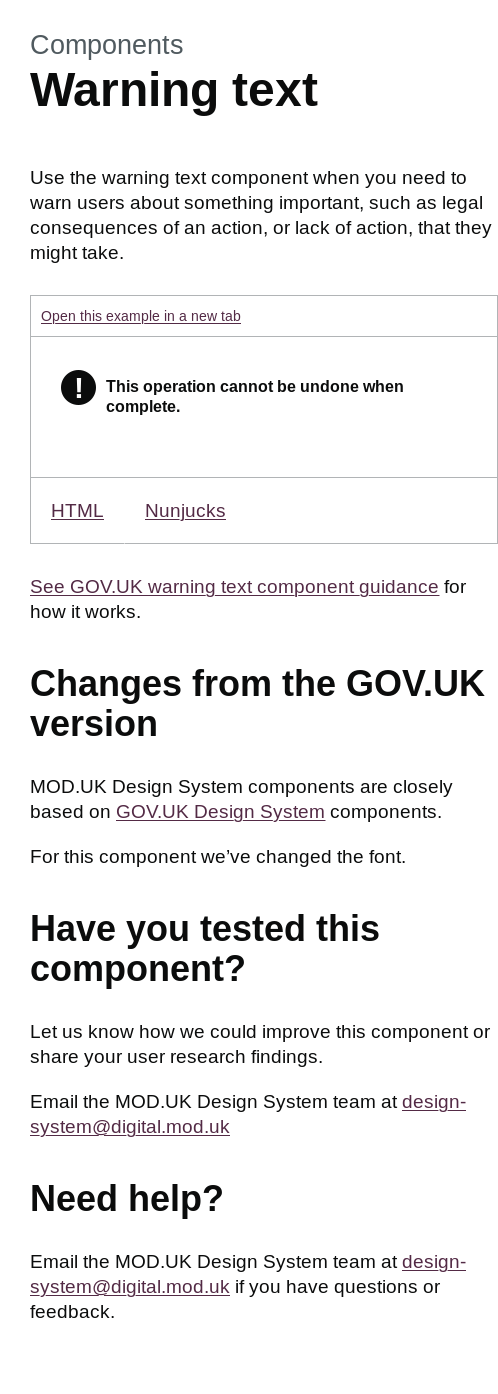 Components
Warning text
Use the warning text component when you need to
warn users about something important, such as legal
consequences of an action, or lack of action, that they
might take.
Open this example in a new tab
! This operation cannot be undone when
complete.
HTML Nunjucks
See GOV.UK warning text component guidance for
how it works.
Changes from the GOV.UK
version
MOD.UK Design System components are closely
based on GOV.UK Design System components.
For this component we’ve changed the font.
Have you tested this
component?
Let us know how we could improve this component or
share your user research findings.
Email the MOD.UK Design System team at design-
system@digital.mod.uk
Need help?
Email the MOD.UK Design System team at design-
system@digital.mod.uk if you have questions or
feedback.